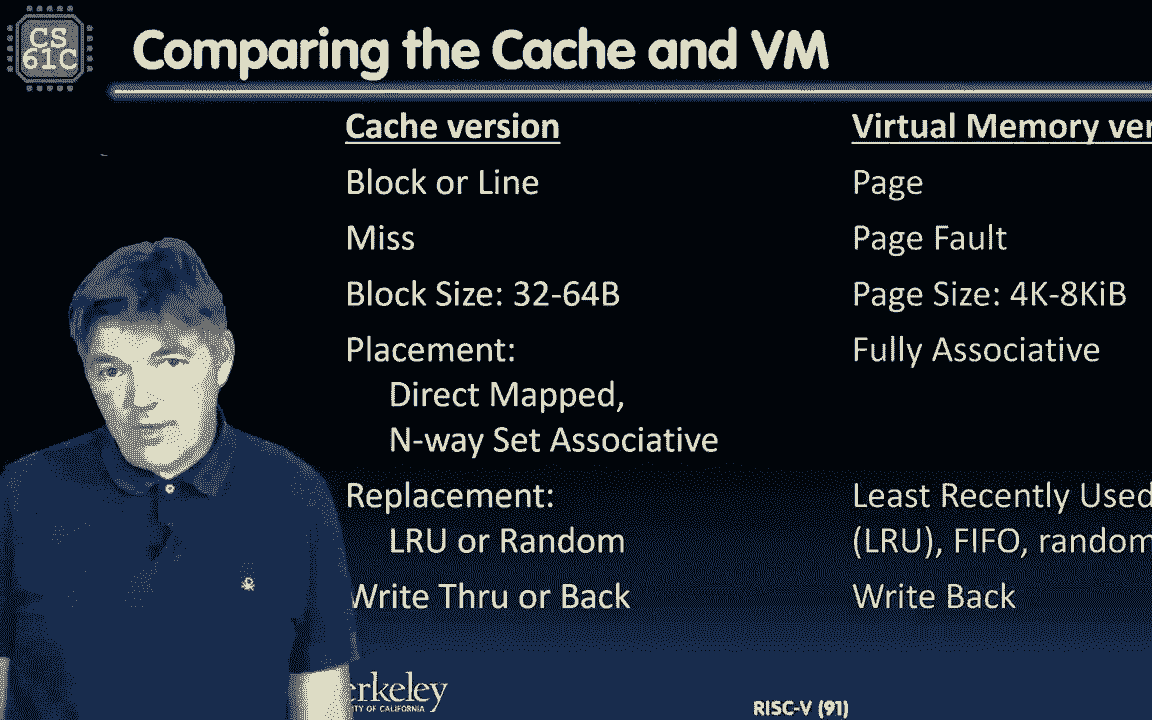 CS
61C
Comparing the Cache and VM
Cache version
Virtual Memory ver
Block or Line
Page
Miss
Page Fault
Block Size: 32-64B
Page Size: 4K-8KiB
Placement:
Fully Associative
Direct Mapped,
N-way Set Associative
Replacement:
Least Recently Used
LRU or Random
(LRU), FIFO, random
Write Thru or Back
Write Back
erkeley
ITY OF CALIFORNIA
RISC-V (91)